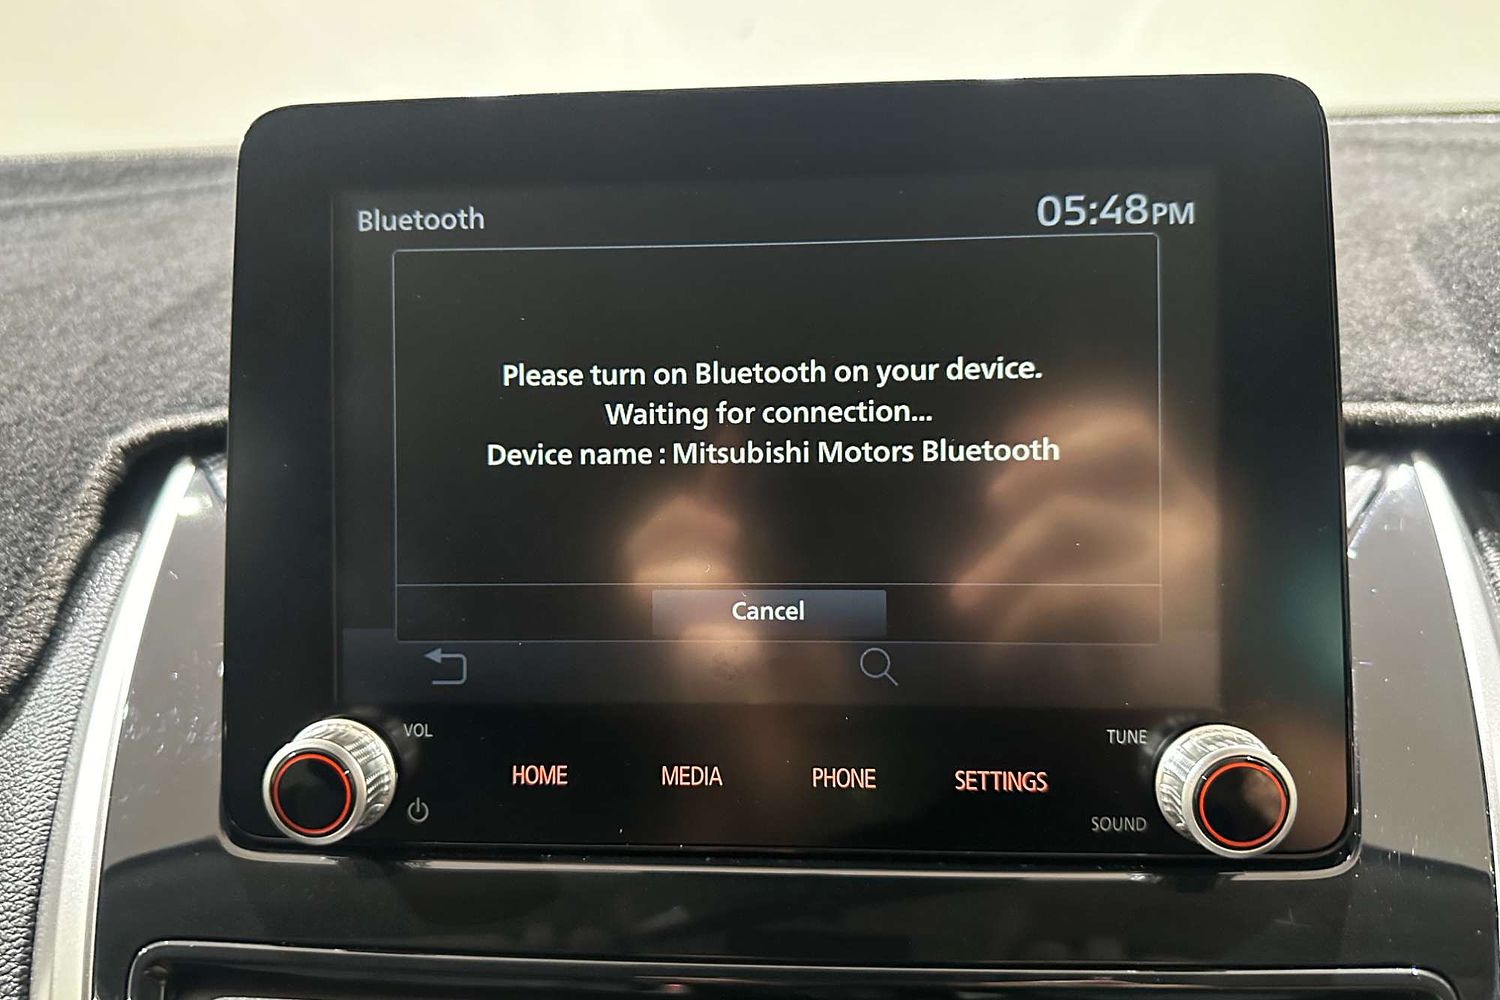 Bluetooth
05:48PM
Please turn on Bluetooth on your device.
Waiting for connection...
Device name : Mitsubishi Motors Bluetooth
Cancel
VOL
TUNE
HOME
MEDIA
PHONE
SETTINGS
SOUND